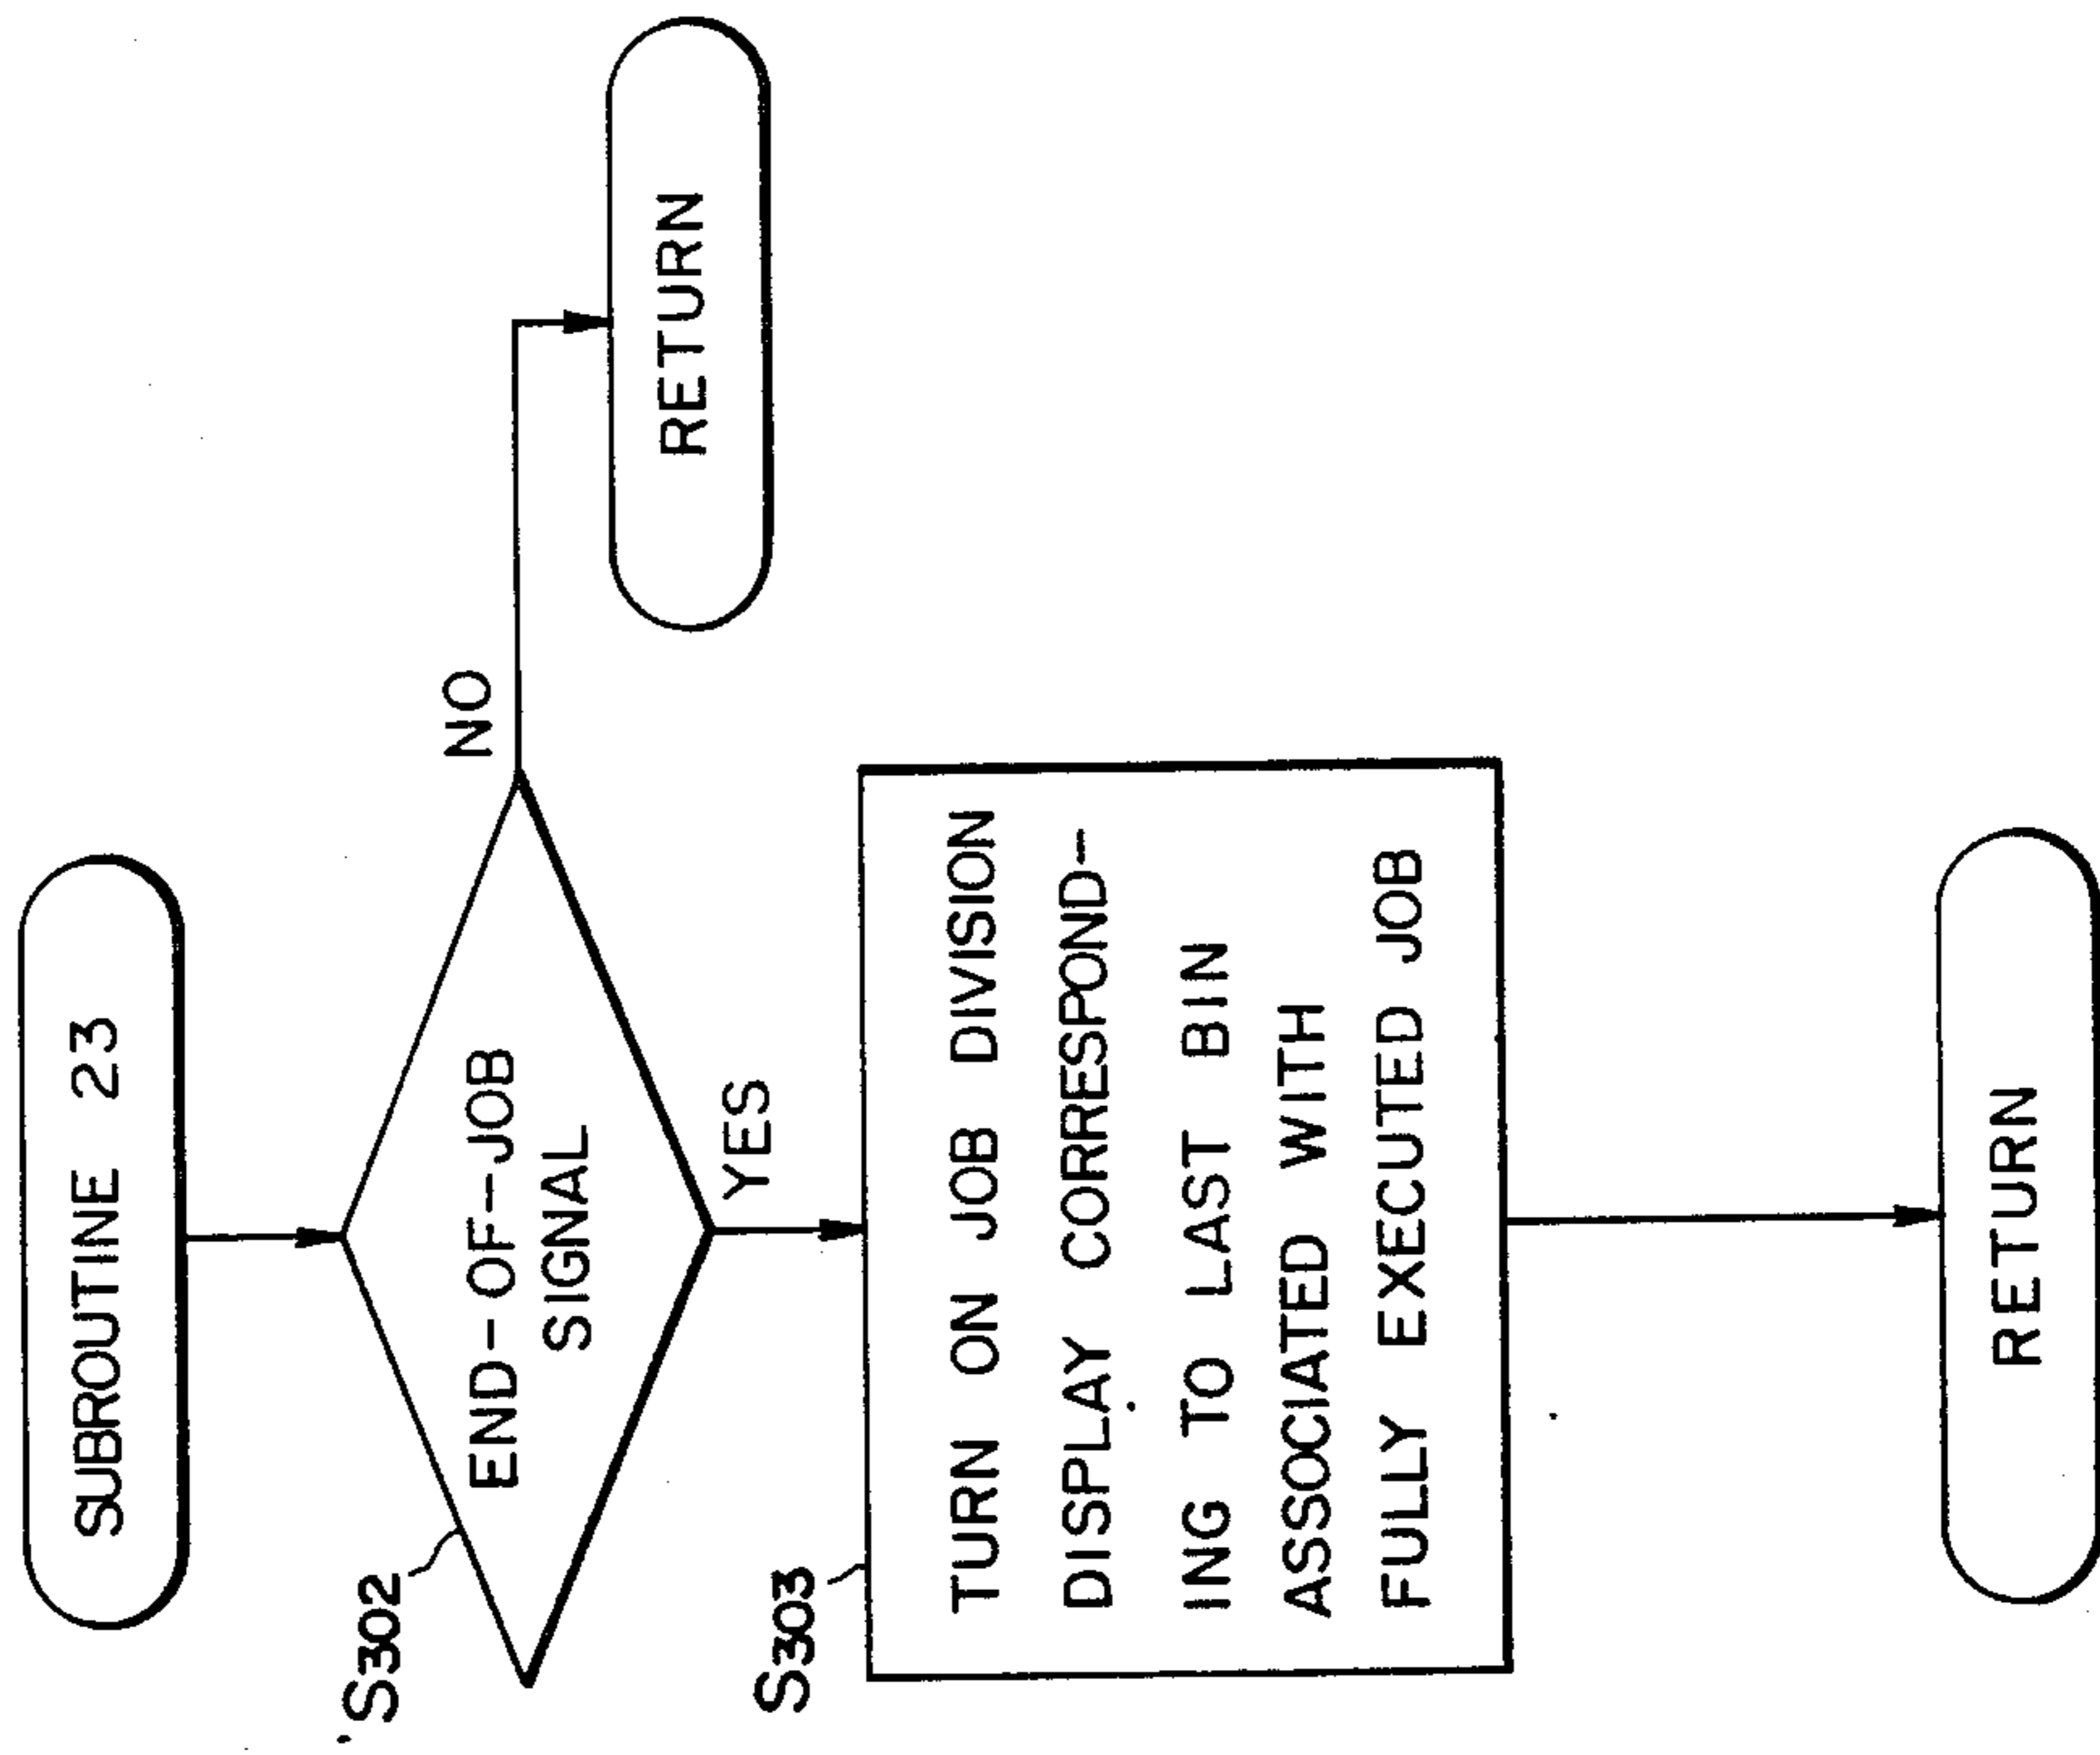 SUBROUTINE 23
S302
END-OF-JOB
SIGNAL
NO
RETURN
YES
S303
TURN ON JOB DIVISION
DISPLAY CORRESPOND-
ING TO LAST BIN
ASSOCIATED WITH
FULLY EXECUTED JOB
RETURN